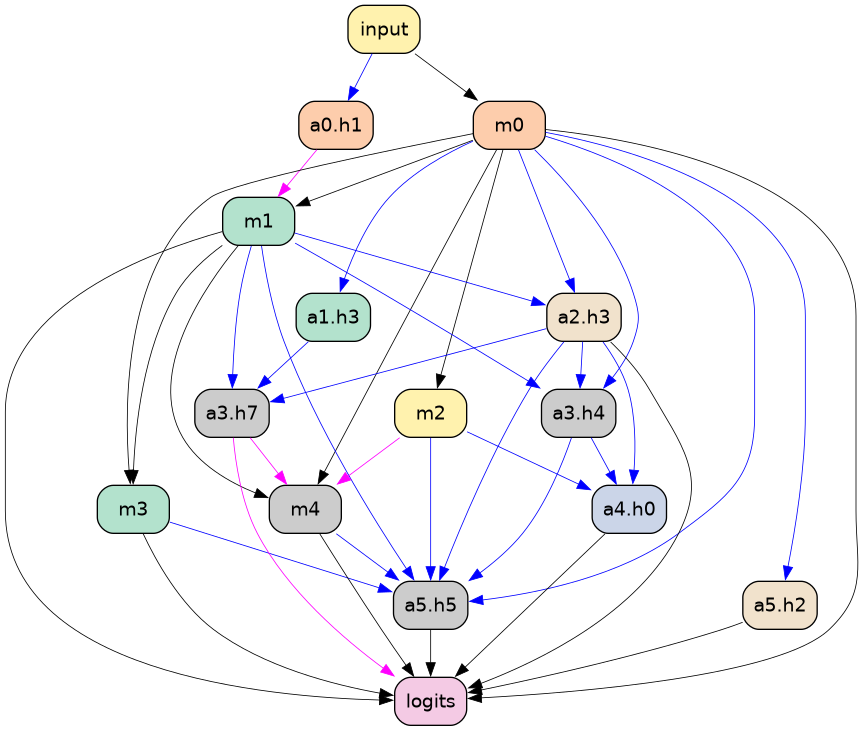 input
a0.h1
m0
m1
a1.h3
a2.h3
a3.h7
m2
a3.h4
m3
m4
a4.h0
a5.h5
a5.h2
logits